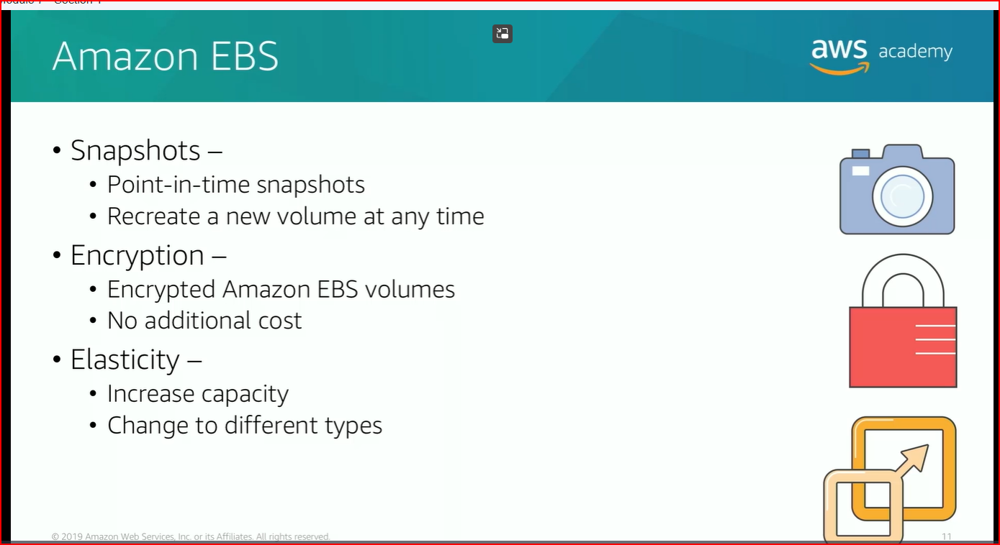 Amazon EBS
aws academy
• Snapshots –
• Point-in-time snapshots
• Recreate a new volume at any time
• Encryption –
• Encrypted Amazon EBS volumes
• No additional cost
• Elasticity –
• Increase capacity
• Change to different types
© 2019 Amazon Web Services, Inc. or its Affiliates. All rights reserved.
11